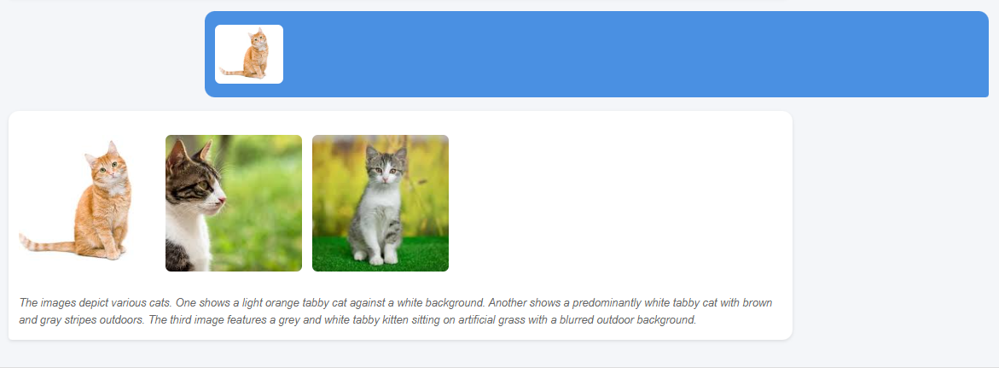 The images depict various cats. One shows a light orange tabby cat against a white background. Another shows a predominantly white tabby cat with brown
and gray stripes outdoors. The third image features a grey and white tabby kitten sitting on artificial grass with a blurred outdoor background.